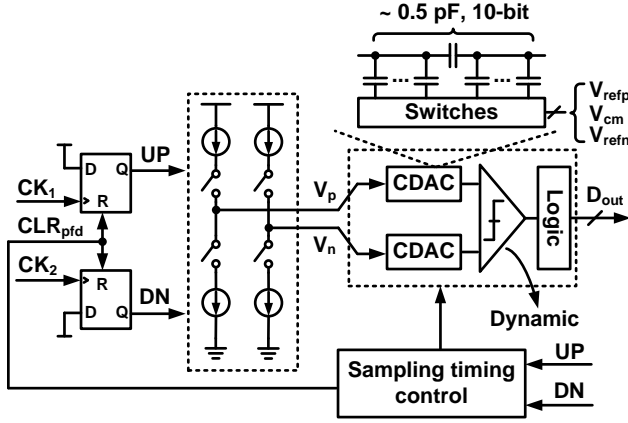 ~ 0.5 pF, 10-bit
... ...
Switches
Vrefp
Vcm
Vrefn
D Q UP
CK1
R
CLRpfd
CK2
R
D Q DN
Vp
Vn
CDAC
CDAC
Logic
Dout
Dynamic
Sampling timing
control
UP
DN